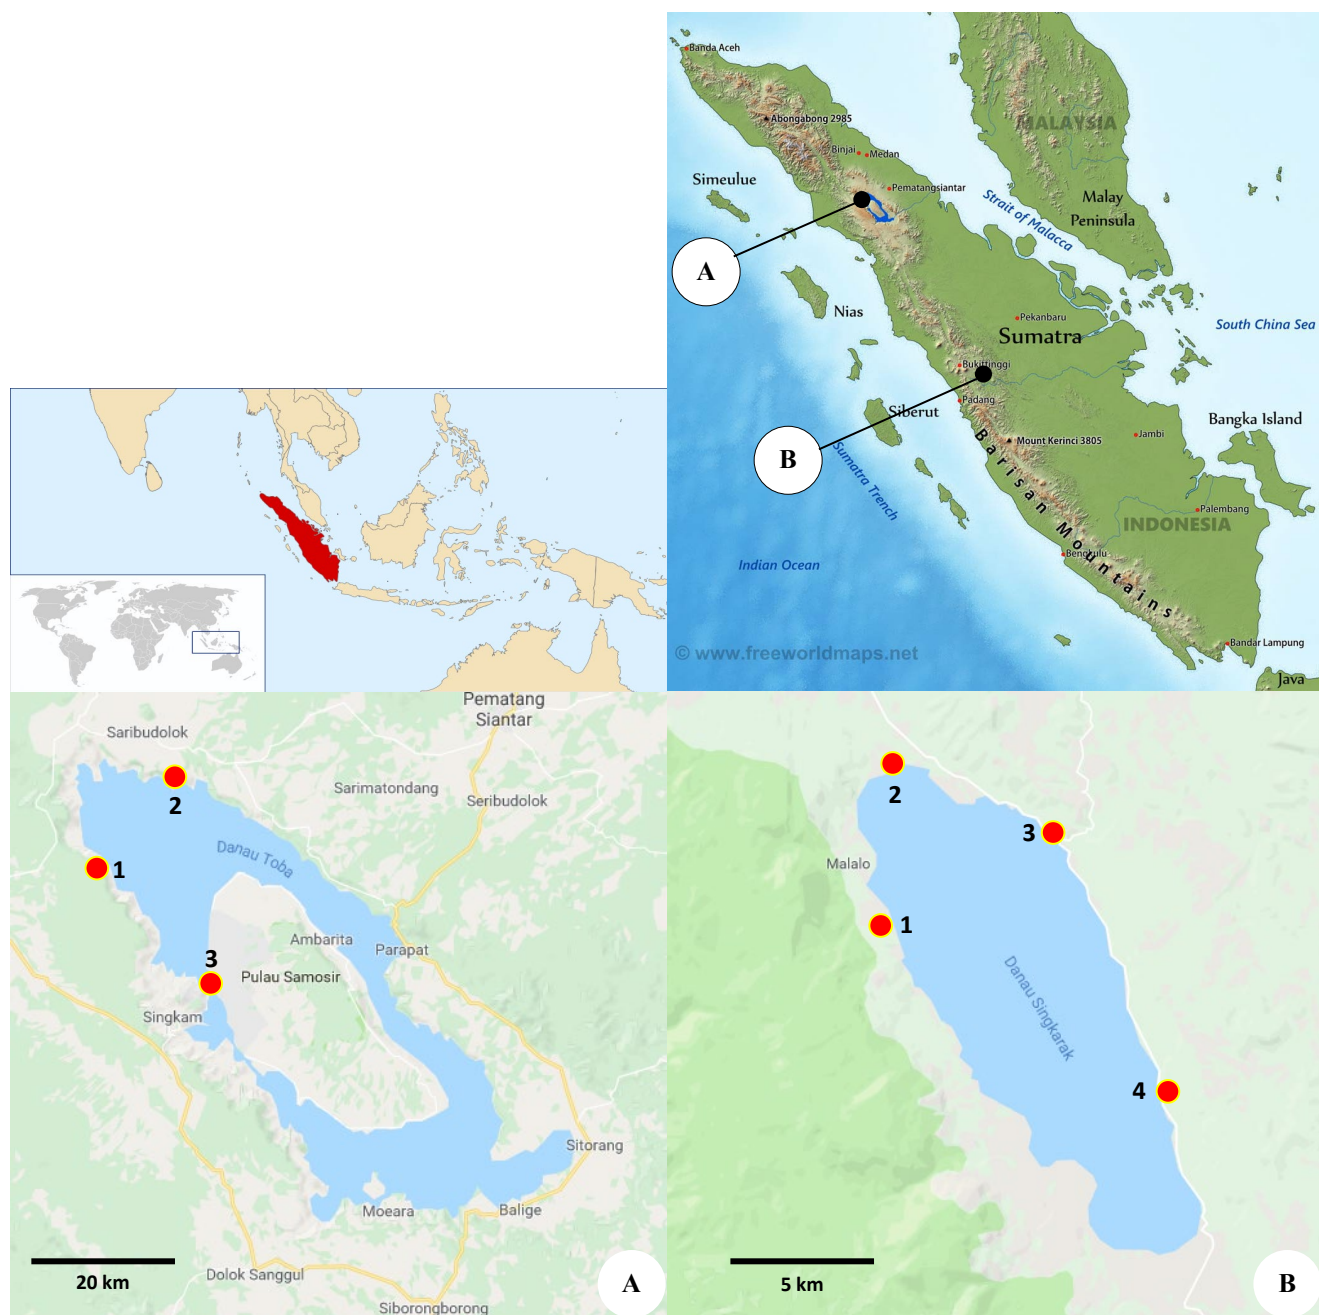 Banda Aceh
Abongabong 2985
MALAYSIA
Binjai
Medan
Simeulue
Pematangsiantar
Malay
Peninsula
Strait of Malacca
A
Nias
Pekanbaru
South China Sea
Sumatra
Bukittinggi
Siberut
Padang
Bangka Island
B
Mount Kerinci 3805
Jambi
Sumatra Trench
Barisan Mountains
Palembang
INDONESIA
Bengkulu
Indian Ocean
Bandar Lampung
© www.freeworldmaps.net
Java
Pematang
Siantar
Saribudolok
2
Sarimatondang
Seribudolok
Danau Toba
1
Ambarita
Parapat
3
Pulau Samosir
Singkam
Sitorang
Moeara
Balige
20 km
Dolok Sanggul
A
Siborongborong
2
3
Malalo
1
Danau Singkarak
4
5 km
B